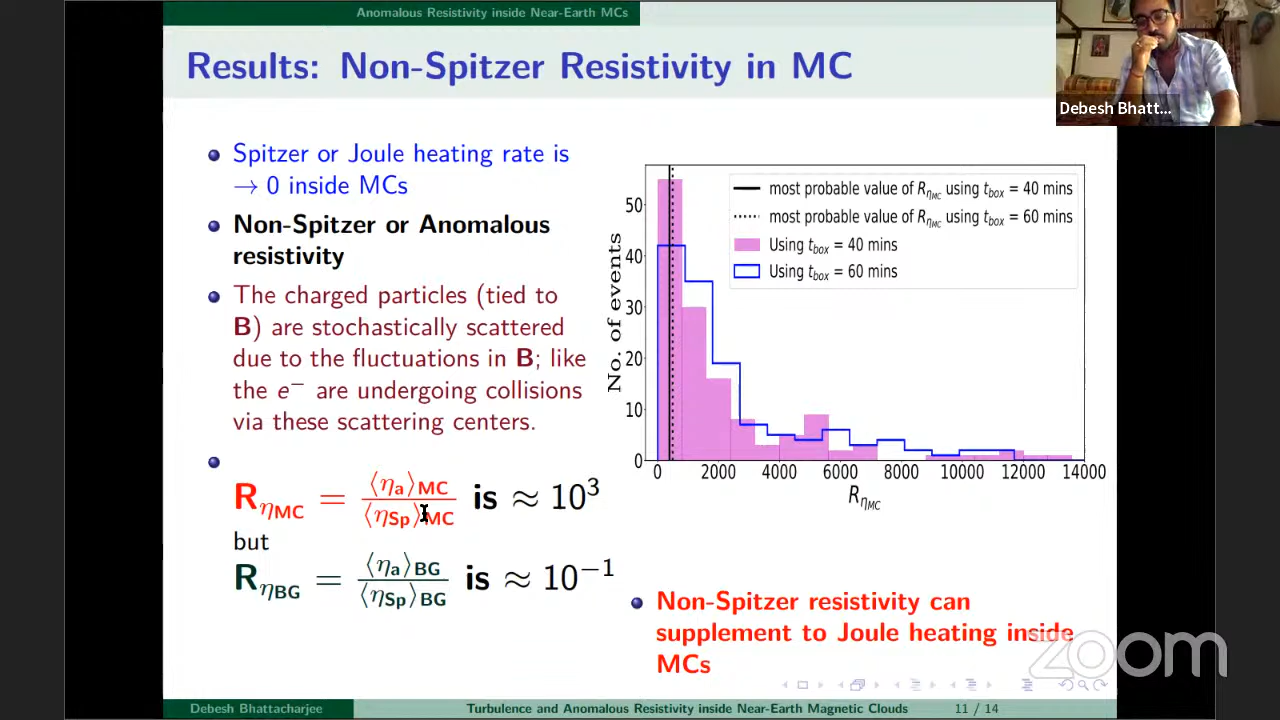 Anomalous Resistivity inside Near-Earth MCs
Results: Non-Spitzer Resistivity in MC
Debesh Bhatt...
Spitzer or Joule heating rate is
→ 0 inside MCs
Non-Spitzer or Anomalous
resistivity
The charged particles (tied to
B) are stochastically scattered
due to the fluctuations in B; like
the e⁻ are undergoing collisions
via these scattering centers.
R_ηMC = ⟨η_a⟩_MC / ⟨η_Sp⟩_MC is ≈ 10³
but
R_ηBG = ⟨η_a⟩_BG / ⟨η_Sp⟩_BG is ≈ 10⁻¹
most probable value of R_ηMC using t_box = 40 mins
most probable value of R_ηMC using t_box = 60 mins
Using t_box = 40 mins
Using t_box = 60 mins
No. of events
50
40
30
20
10
0
0 2000 4000 6000 8000 10000 12000 14000
R_ηMC
Non-Spitzer resistivity can
supplement to Joule heating inside
MCs
zoom
Debesh Bhattacharjee Turbulence and Anomalous Resistivity inside Near-Earth Magnetic Clouds 11 / 14